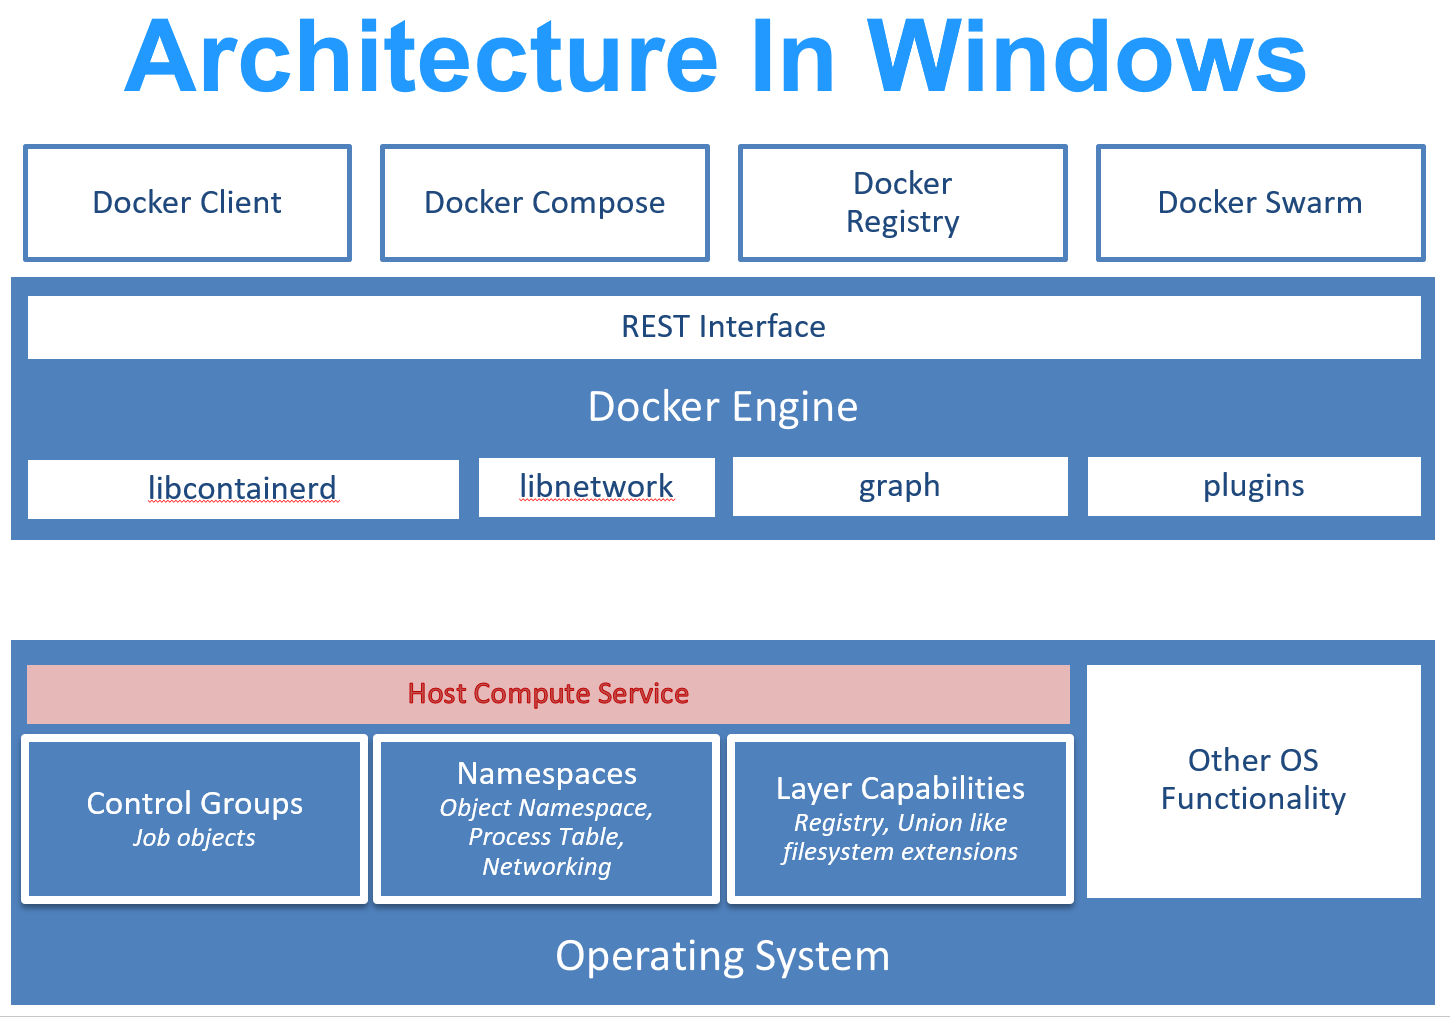 Architecture In Windows
Docker Client
Docker Compose
Docker
Registry
Docker Swarm
REST Interface
Docker Engine
libcontainerd
libnetwork
graph
plugins
Host Compute Service
Control Groups
Job objects
Namespaces
Object Namespace,
Process Table,
Networking
Layer Capabilities
Registry, Union like
filesystem extensions
Other OS
Functionality
Operating System